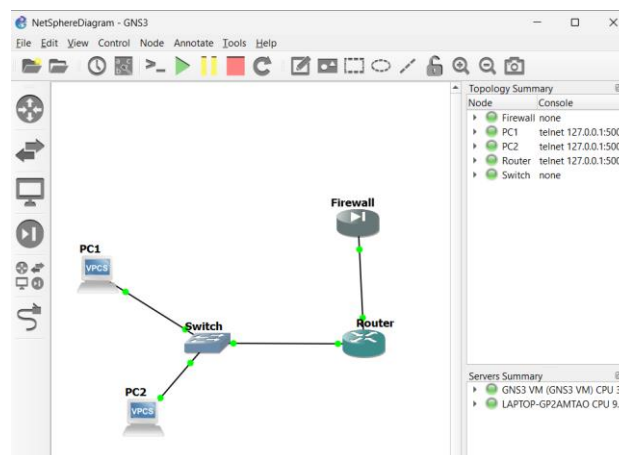 NetSphereDiagram - GNS3
File Edit View Control Node Annotate Tools Help
Topology Summary
Node Console
Firewall none
PC1 telnet 127.0.0.1:500
PC2 telnet 127.0.0.1:500
Router telnet 127.0.0.1:500
Switch none
Firewall
PC1
VPCS
Switch
Router
PC2
VPCS
Servers Summary
GNS3 VM (GNS3 VM) CPU 3
LAPTOP-GP2AMTAO CPU 9.